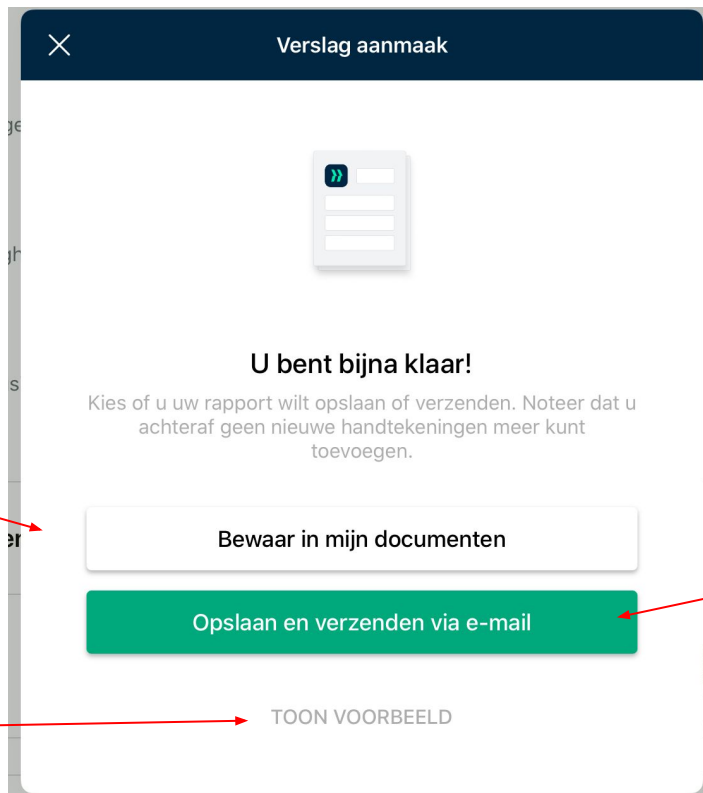 Verslag aanmaak
U bent bijna klaar!
Kies of u uw rapport wilt opslaan of verzenden. Noteer dat u
achteraf geen nieuwe handtekeningen meer kunt
toevoegen.
Bewaar in mijn documenten
Opslaan en verzenden via e-mail
TOON VOORBEELD